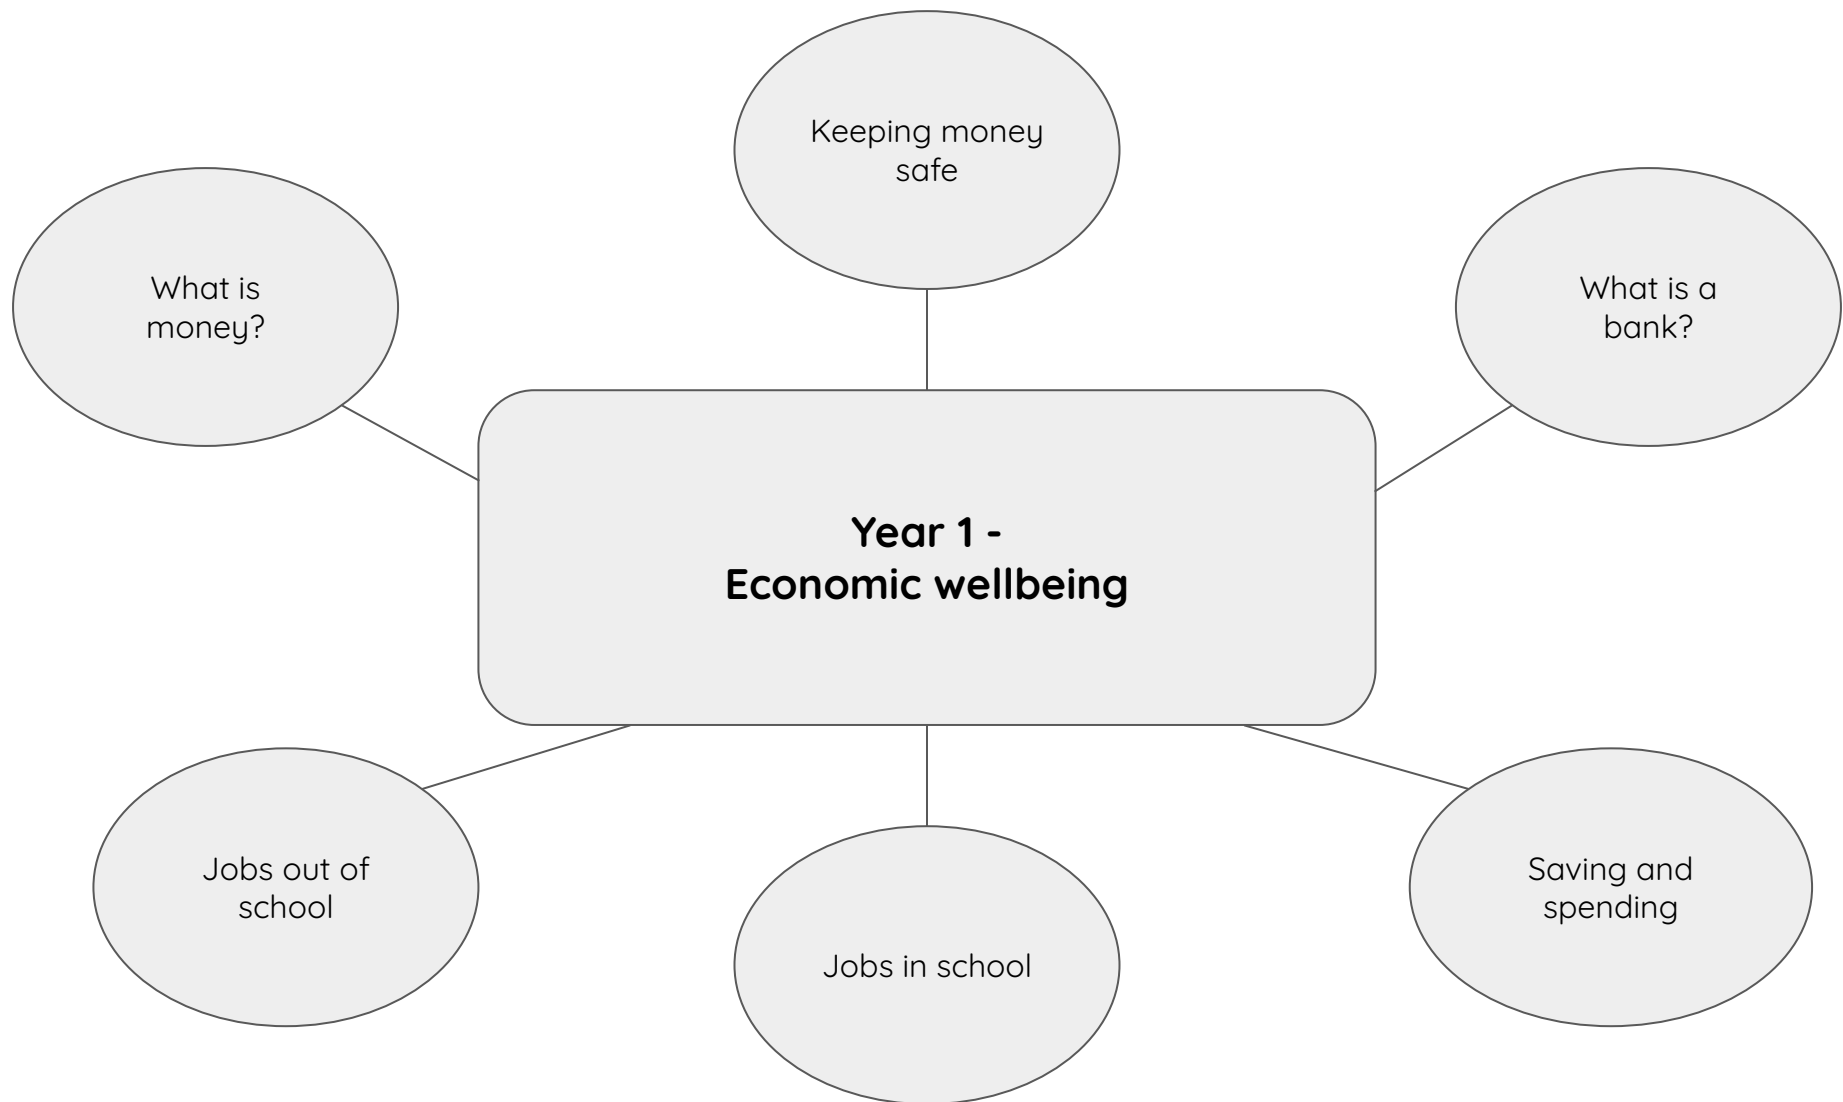 Keeping money
safe
What is
money?
What is a
bank?
Year 1 -
Economic wellbeing
Jobs out of
school
Jobs in school
Saving and
spending